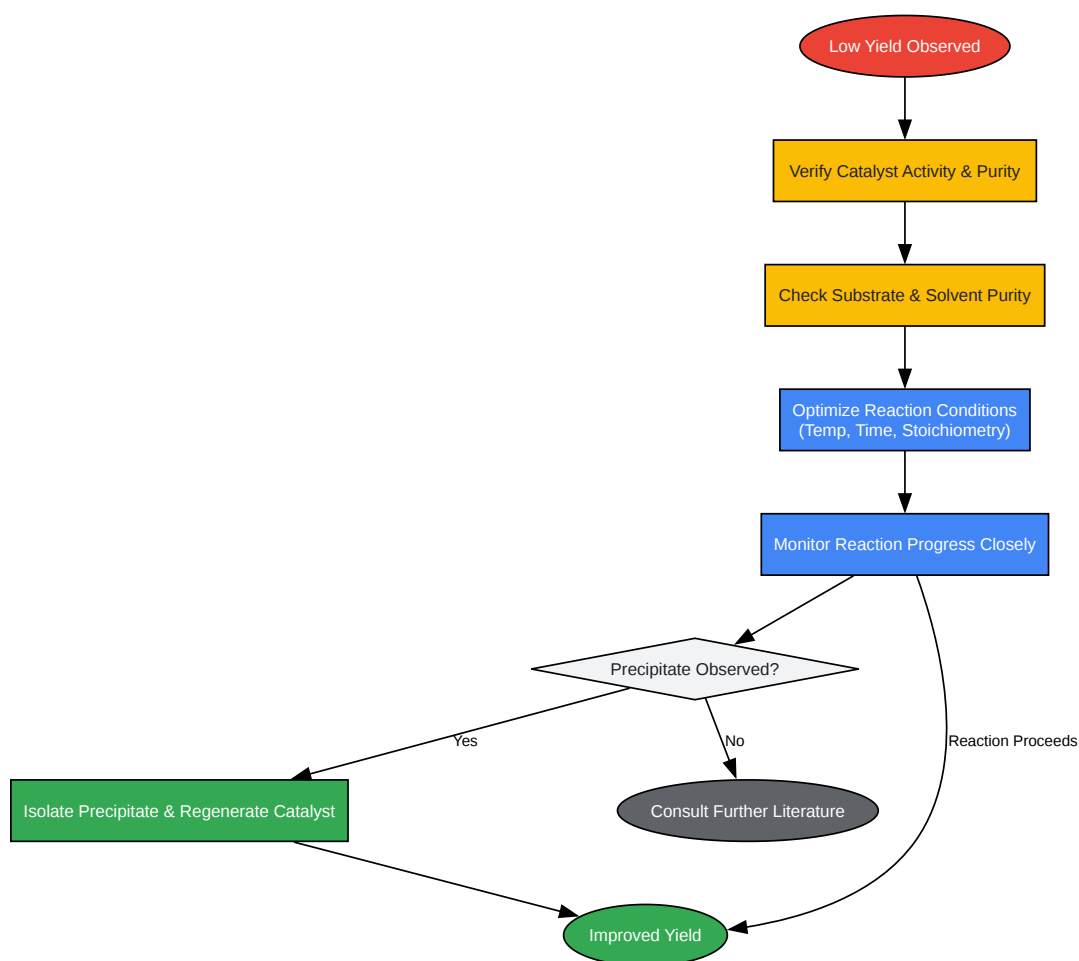 Low Yield Observed
Verify Catalyst Activity & Purity
Check Substrate & Solvent Purity
Optimize Reaction Conditions
(Temp, Time, Stoichiometry)
Monitor Reaction Progress Closely
Precipitate Observed?
Yes
No
Reaction Proceeds
Isolate Precipitate & Regenerate Catalyst
Consult Further Literature
Improved Yield